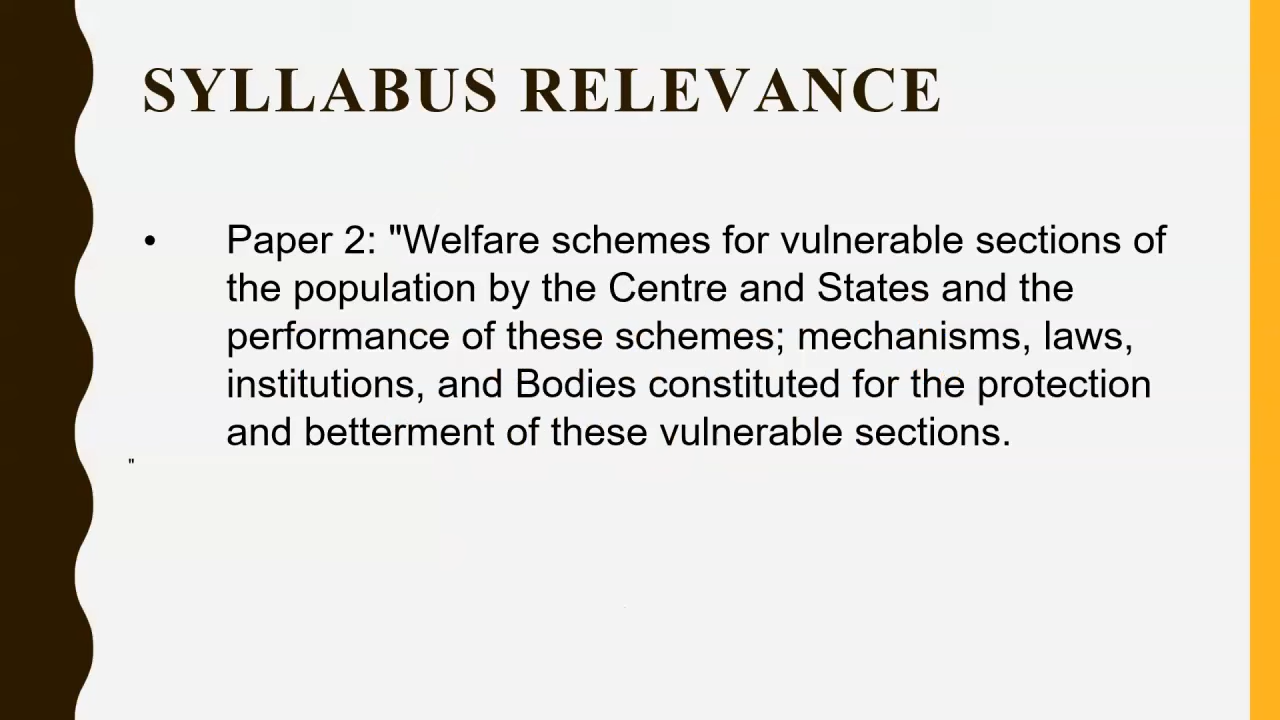 SYLLABUS RELEVANCE
• Paper 2: "Welfare schemes for vulnerable sections of
the population by the Centre and States and the
performance of these schemes; mechanisms, laws,
institutions, and Bodies constituted for the protection
and betterment of these vulnerable sections.
"